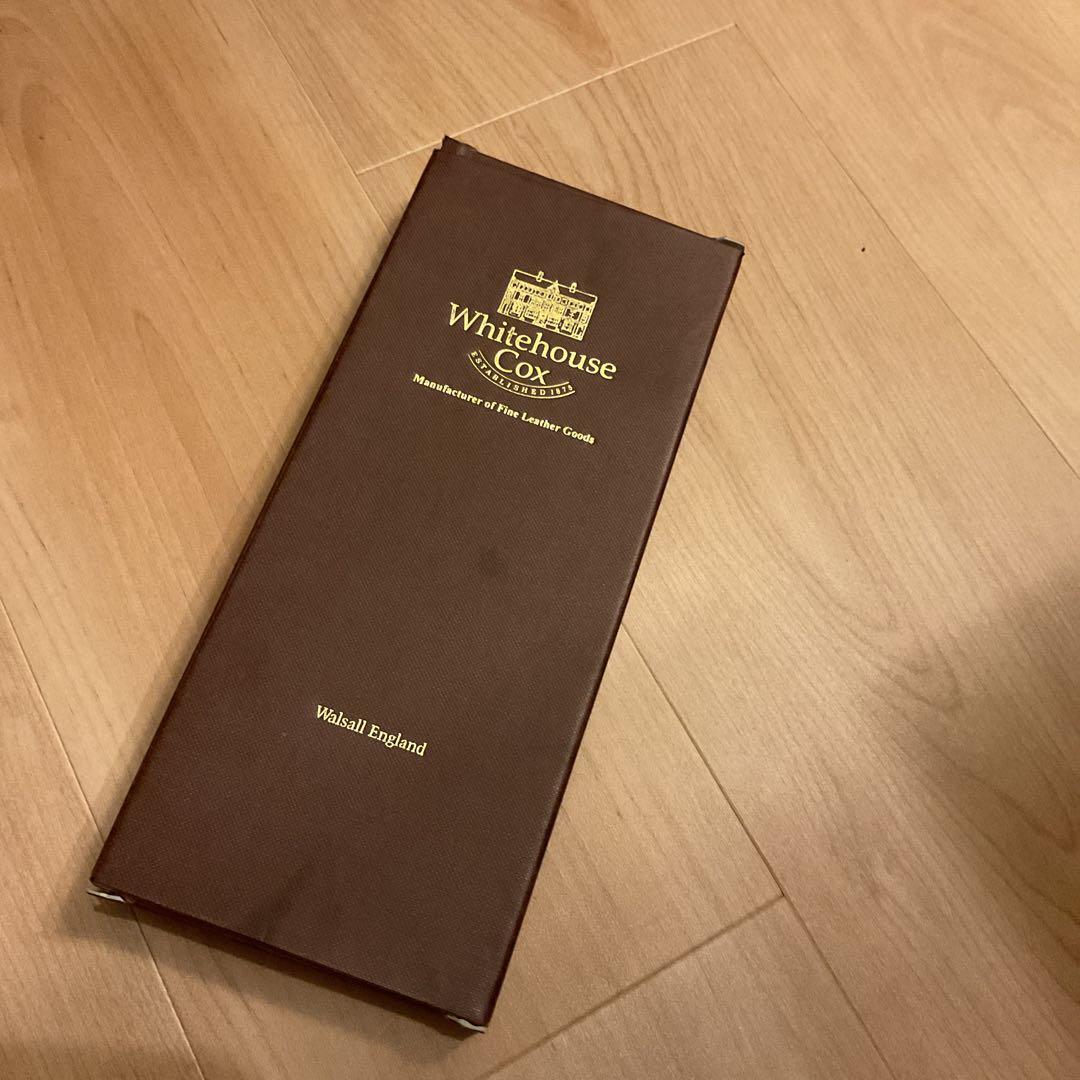 Whitehouse
Cox
ESTABLISHED 1875
Manufacturer of Fine Leather Goods
Walsall England